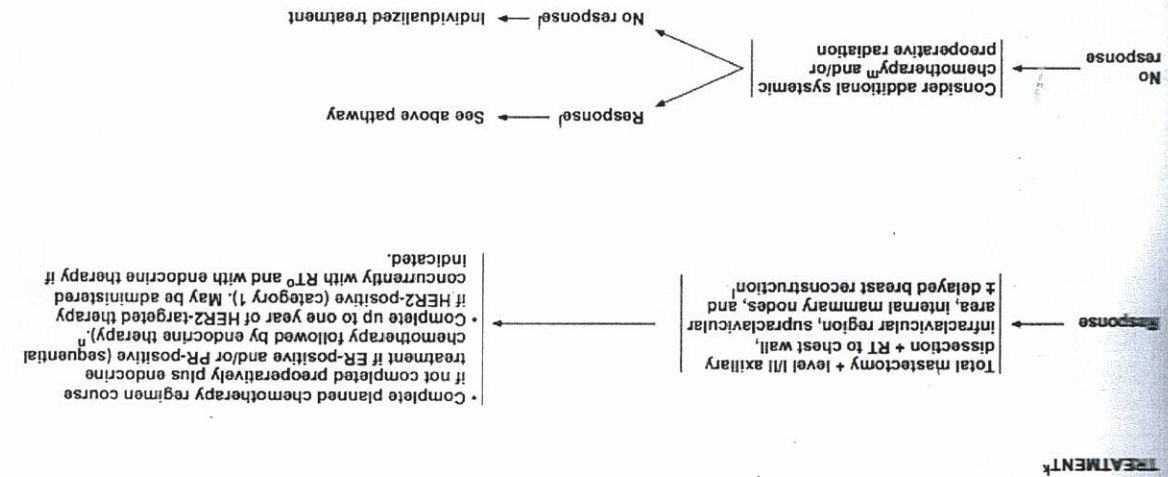 TREATMENTᵏ
Response
Total mastectomy + level I/II axillary
dissection + RT to chest wall,
infraclavicular region, supraclavicular
area, internal mammary nodes, and
± delayed breast reconstructionˡ
• Complete planned chemotherapy regimen course
if not completed preoperatively plus endocrine
treatment if ER-positive and/or PR-positive (sequential
chemotherapy followed by endocrine therapy).ⁿ
• Complete up to one year of HER2-targeted therapy
if HER2-positive (category 1). May be administered
concurrently with RTᵒ and with endocrine therapy if
indicated.
No
response
Consider additional systemic
chemotherapyᵐ and/or
preoperative radiation
Responseʲ
See above pathway
No responseʲ
Individualized treatment